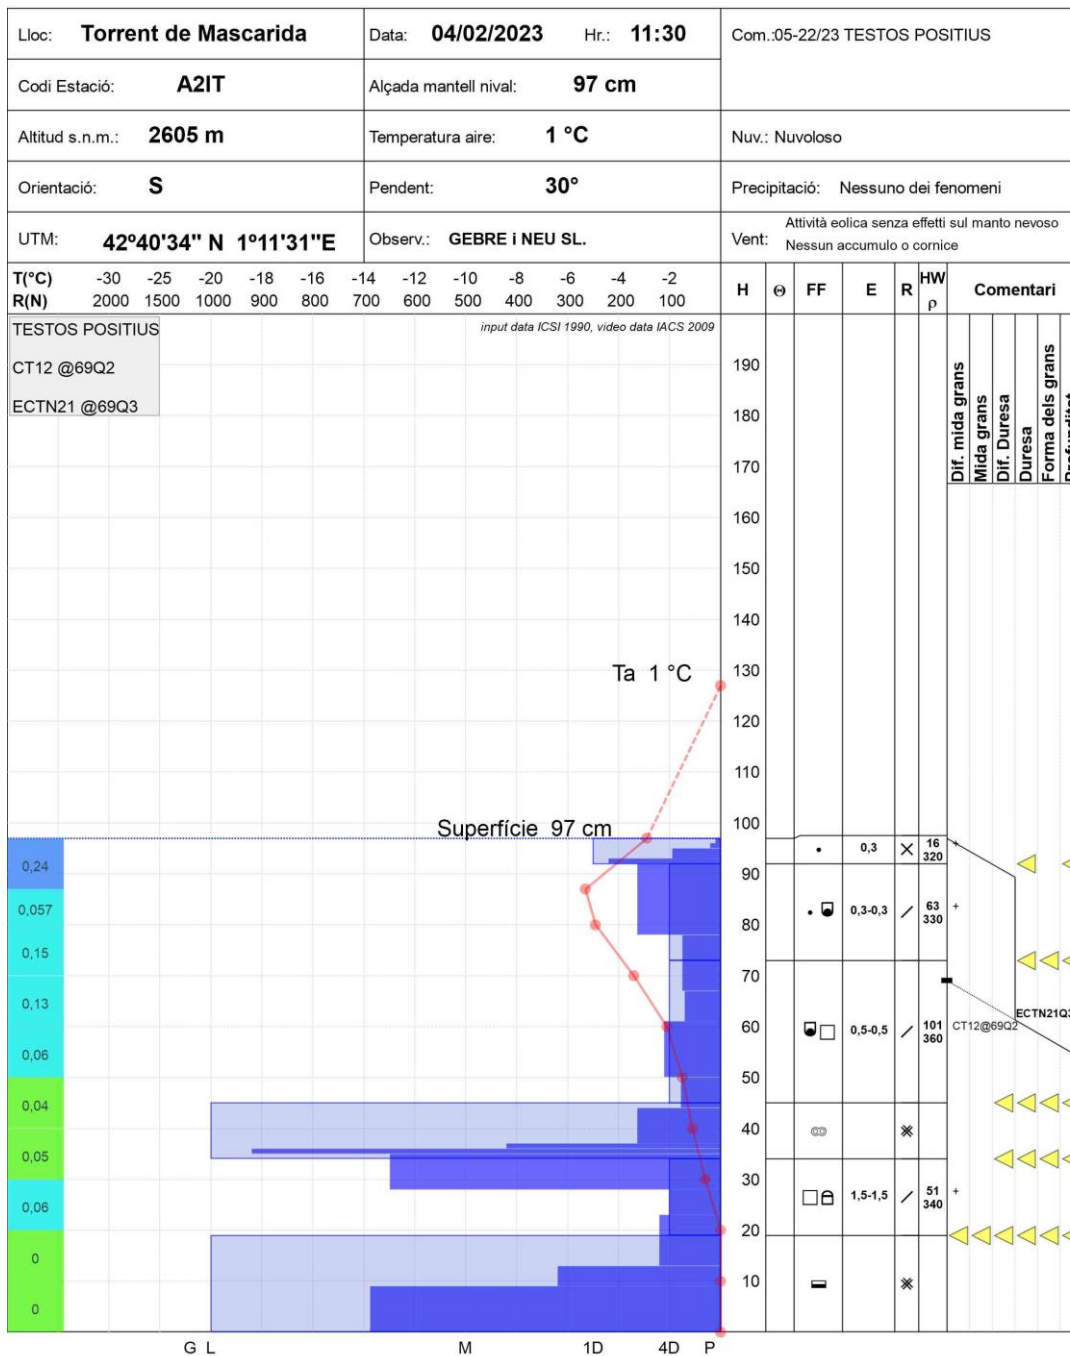 Lloc: Torrent de Mascarida Data: 04/02/2023 Hr.: 11:30 Com.:05-22/23 TESTOS POSITIUS
Codi Estació: A2IT Alçada mantell nival: 97 cm
Altitud s.n.m.: 2605 m Temperatura aire: 1 °C Nuv.: Nuvoloso
Orientació: S Pendent: 30° Precipitació: Nessuno dei fenomeni
UTM: 42º40'34'' N 1º11'31''E Observ.: GEBRE i NEU SL. Vent: Attività eolica senza effetti sul manto nevoso
Nessun accumulo o cornice
T(°C) -30 -25 -20 -18 -16 -14 -12 -10 -8 -6 -4 -2
R(N) 2000 1500 1000 900 800 700 600 500 400 300 200 100
H Θ FF E R HW ρ Comentari
TESTOS POSITIUS
CT12 @69Q2
ECTN21 @69Q3
input data ICSI 1990, video data IACS 2009
Dif. mida grans
Mida grans
Dif. Duresa
Duresa
Forma dels grans
190
180
170
160
150
140
130
120
110
100
90
80
70
60
50
40
30
20
10
Ta 1 °C
Superfície 97 cm
0,24
0,057
0,15
0,13
0,06
0,04
0,05
0,06
0
0
0,3 16
320 +
0,3-0,3 63
330 +
0,5-0,5 101
360
CT12@69Q2
ECTN21Q3
1,5-1,5 51
340 +
G L M 1D 4D P